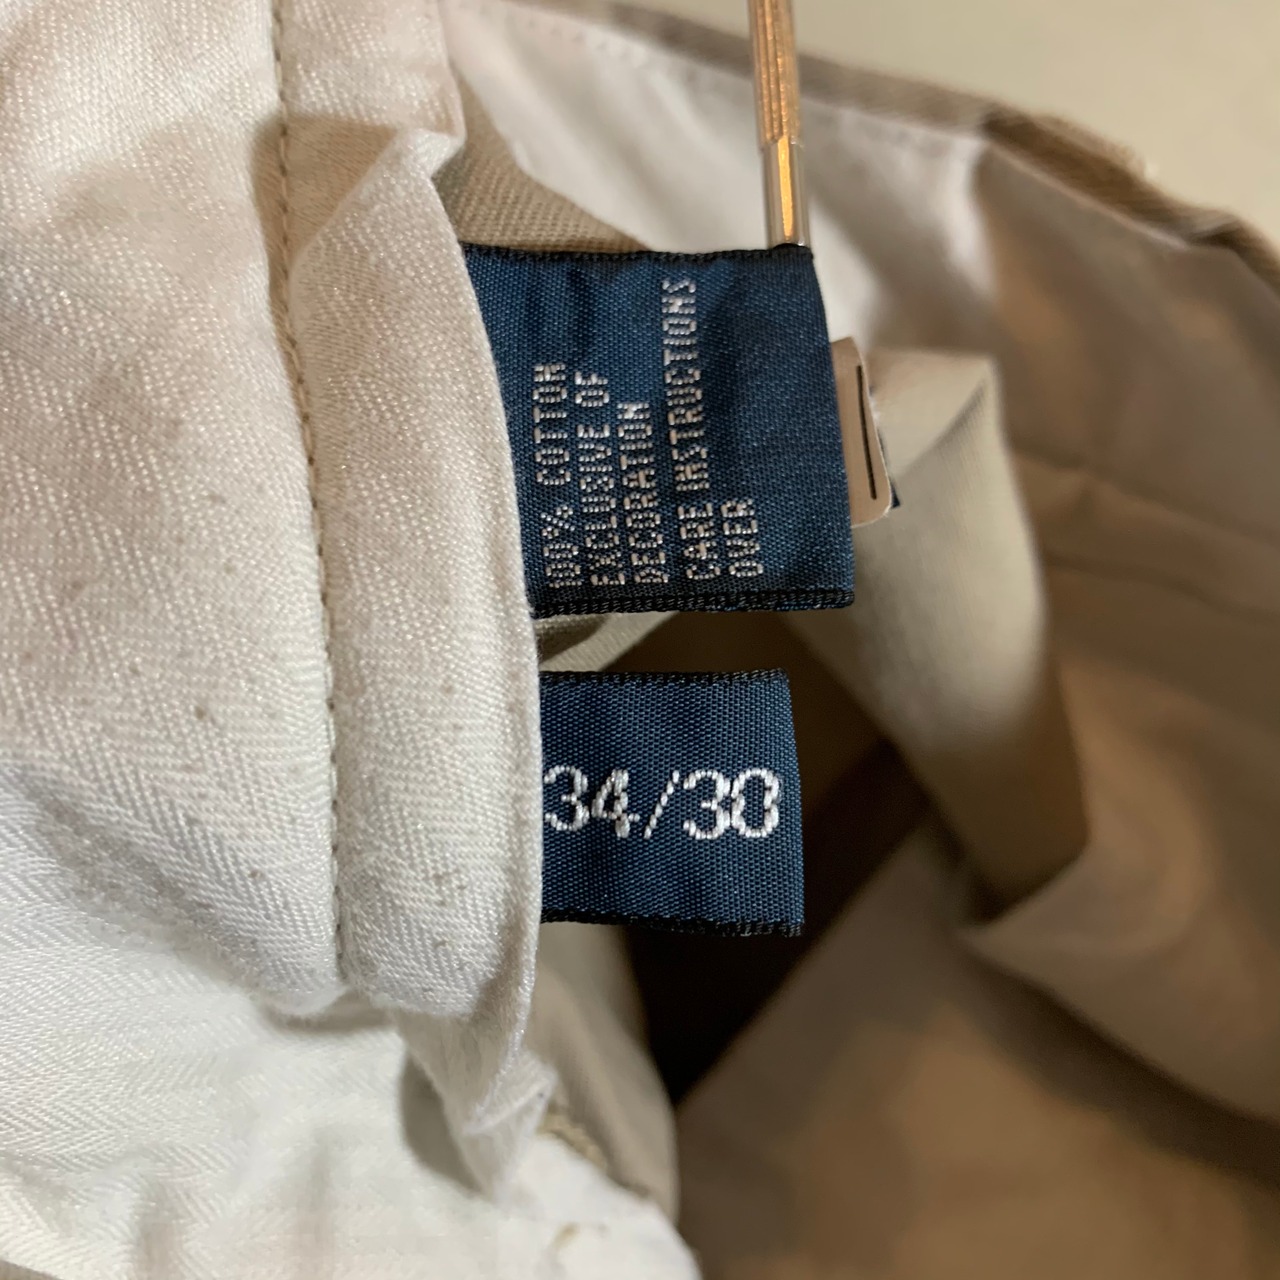 100% COTTON
EXCLUSIVE OF
DECORATION
CARE INSTRUCTIONS
OVER
34/30